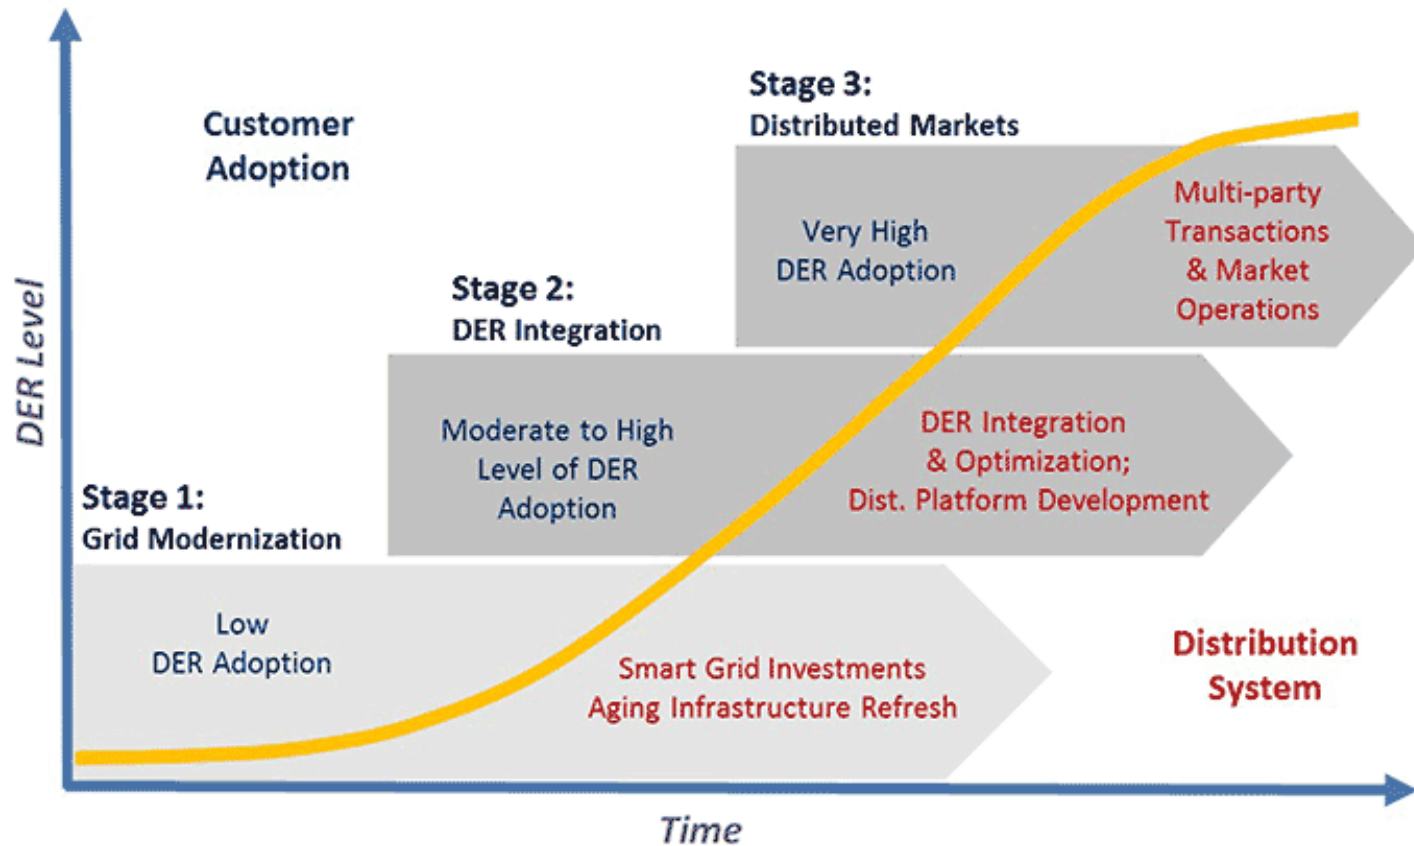 Customer
Adoption
Stage 3:
Distributed Markets
Very High
DER Adoption
Multi-party
Transactions
& Market
Operations
Stage 2:
DER Integration
Moderate to High
Level of DER
Adoption
DER Integration
& Optimization;
Dist. Platform Development
Stage 1:
Grid Modernization
Low
DER Adoption
Smart Grid Investments
Aging Infrastructure Refresh
Distribution
System
DER Level
Time